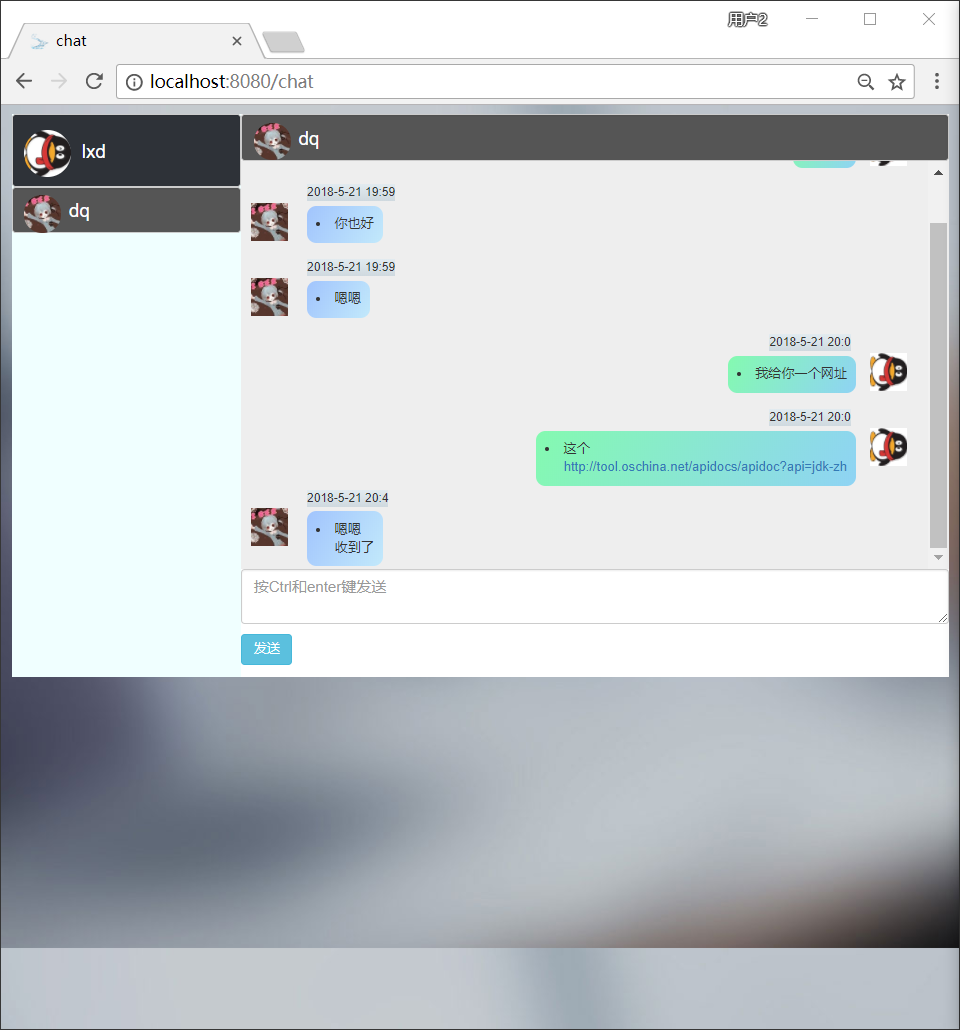 用户2
chat
localhost:8080/chat
lxd
dq
dq
2018-5-21 19:59
你也好
2018-5-21 19:59
嗯嗯
2018-5-21 20:0
我给你一个网址
2018-5-21 20:0
这个
http://tool.oschina.net/apidocs/apidoc?api=jdk-zh
2018-5-21 20:4
嗯嗯
收到了
按Ctrl和enter键发送
发送